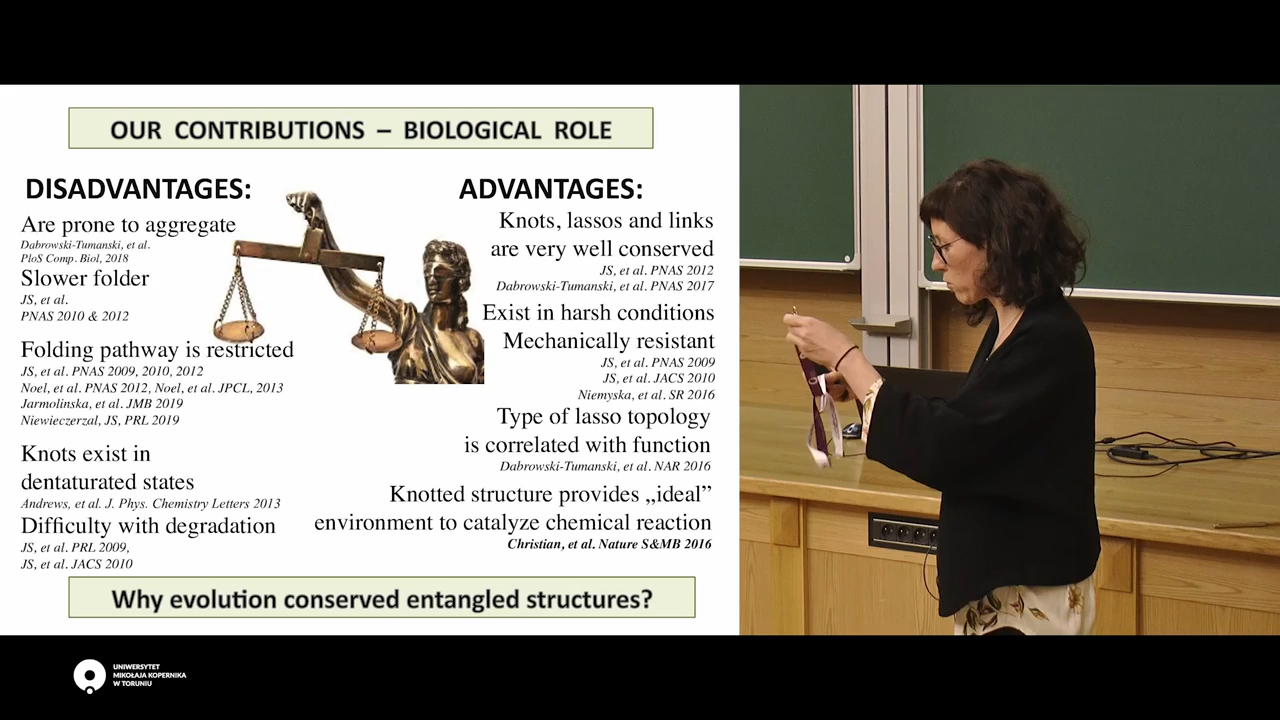 OUR CONTRIBUTIONS – BIOLOGICAL ROLE
DISADVANTAGES:
Are prone to aggregate
Dabrowski-Tumanski, et al.
PloS Comp. Biol, 2018
Slower folder
JS, et al.
PNAS 2010 & 2012
Folding pathway is restricted
JS, et al. PNAS 2009, 2010, 2012
Noel, et al. PNAS 2012, Noel, et al. JPCL, 2013
Jarmolinska, et al. JMB 2019
Niewieczerzal, JS, PRL 2019
Knots exist in
dentaturated states
Andrews, et al. J. Phys. Chemistry Letters 2013
Difficulty with degradation
JS, et al. PRL 2009,
JS, et al. JACS 2010
ADVANTAGES:
Knots, lassos and links
are very well conserved
JS, et al. PNAS 2012
Dabrowski-Tumanski, et al. PNAS 2017
Exist in harsh conditions
Mechanically resistant
JS, et al. PNAS 2009
JS, et al. JACS 2010
Niemyska, et al. SR 2016
Type of lasso topology
is correlated with function
Dabrowski-Tumanski, et al. NAR 2016
Knotted structure provides „ideal”
environment to catalyze chemical reaction
Christian, et al. Nature S&MB 2016
Why evolution conserved entangled structures?
UNIWERSYTET
MIKOŁAJA KOPERNIKA
W TORUNIU